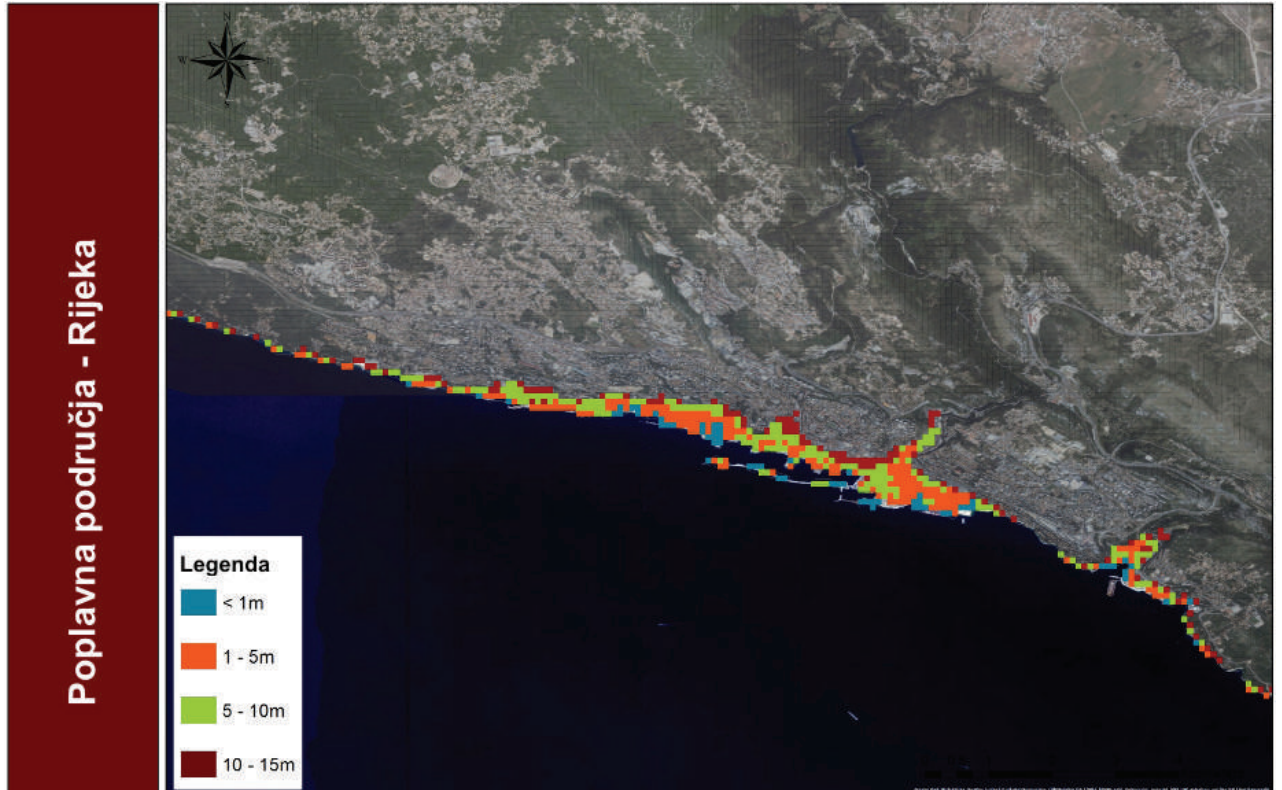 Poplavna područja - Rijeka
N
W
S
Legenda
< 1m
1 - 5m
5 - 10m
10 - 15m